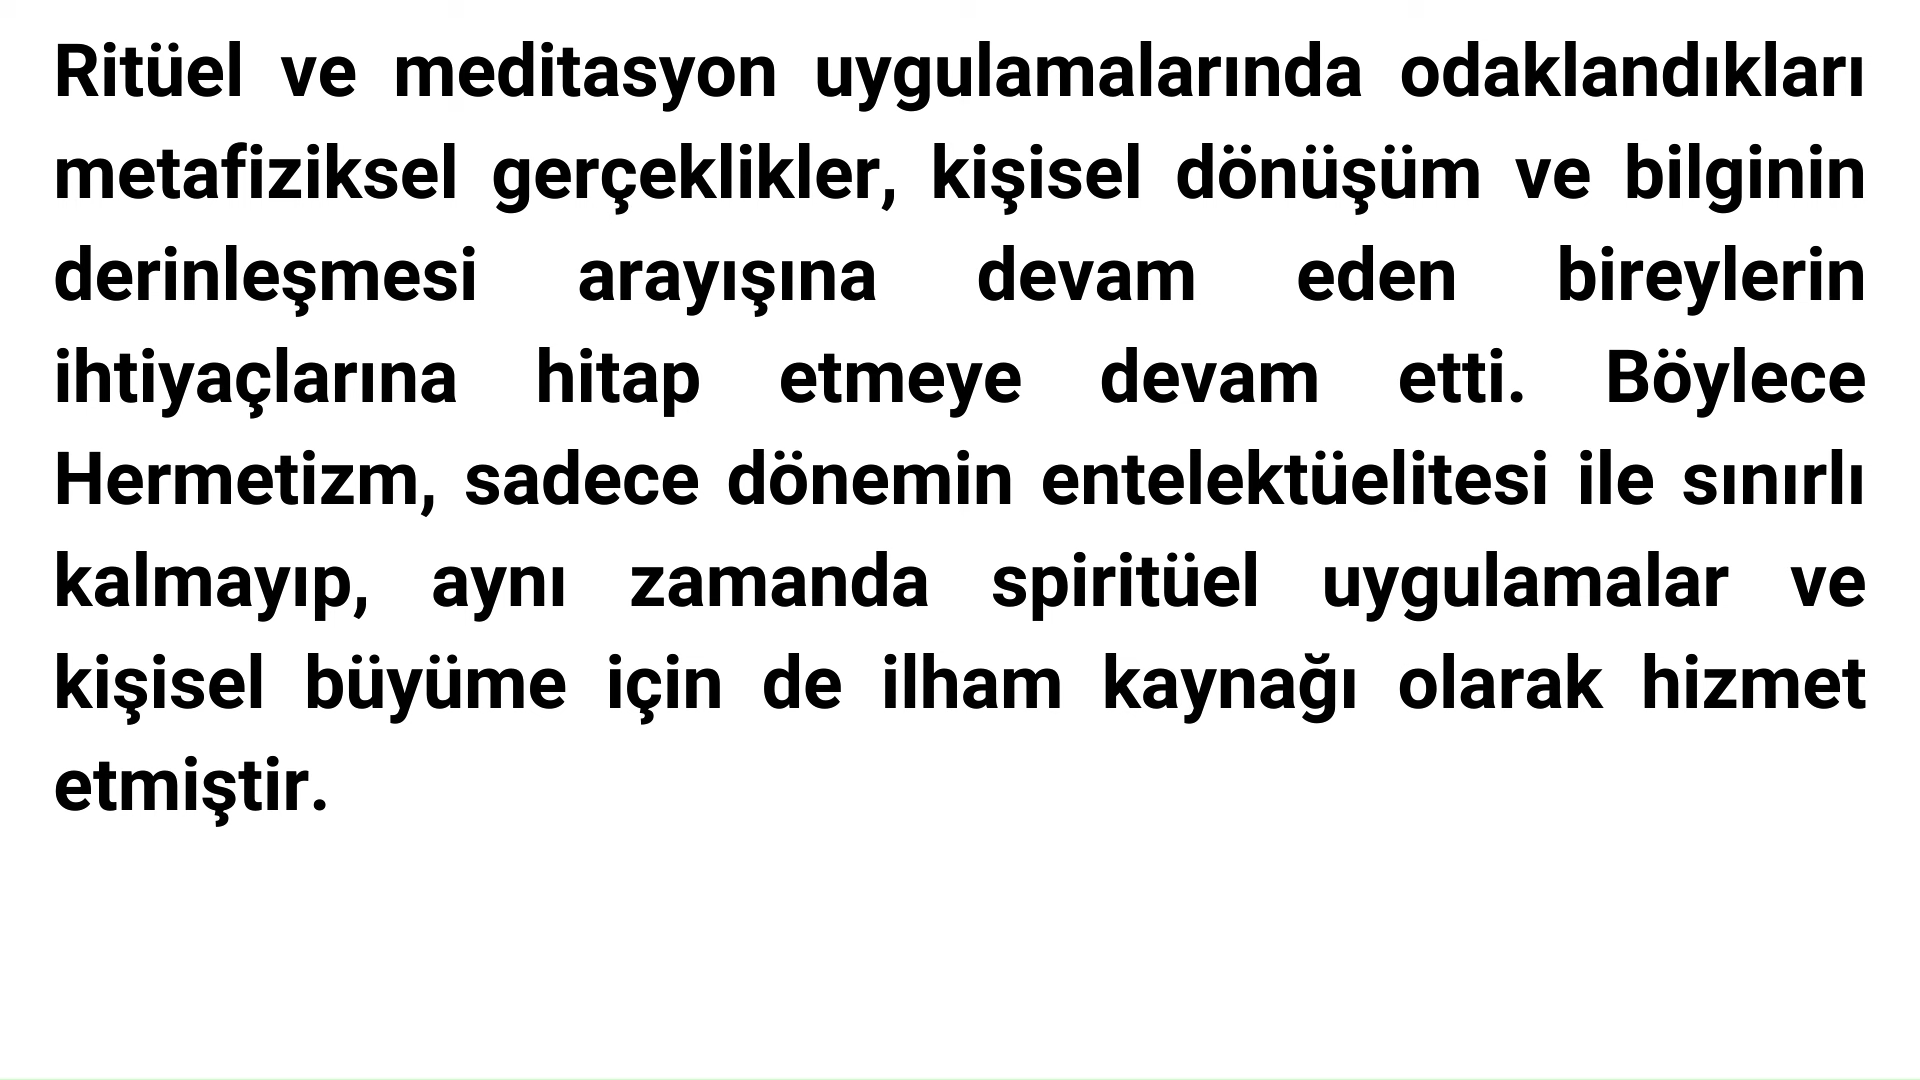 Ritüel ve meditasyon uygulamalarında odaklandıkları
metafiziksel gerçeklikler, kişisel dönüşüm ve bilginin
derinleşmesi arayışına devam eden bireylerin
ihtiyaçlarına hitap etmeye devam etti. Böylece
Hermetizm, sadece dönemin entelektüelitesi ile sınırlı
kalmayıp, aynı zamanda spiritüel uygulamalar ve
kişisel büyüme için de ilham kaynağı olarak hizmet
etmiştir.